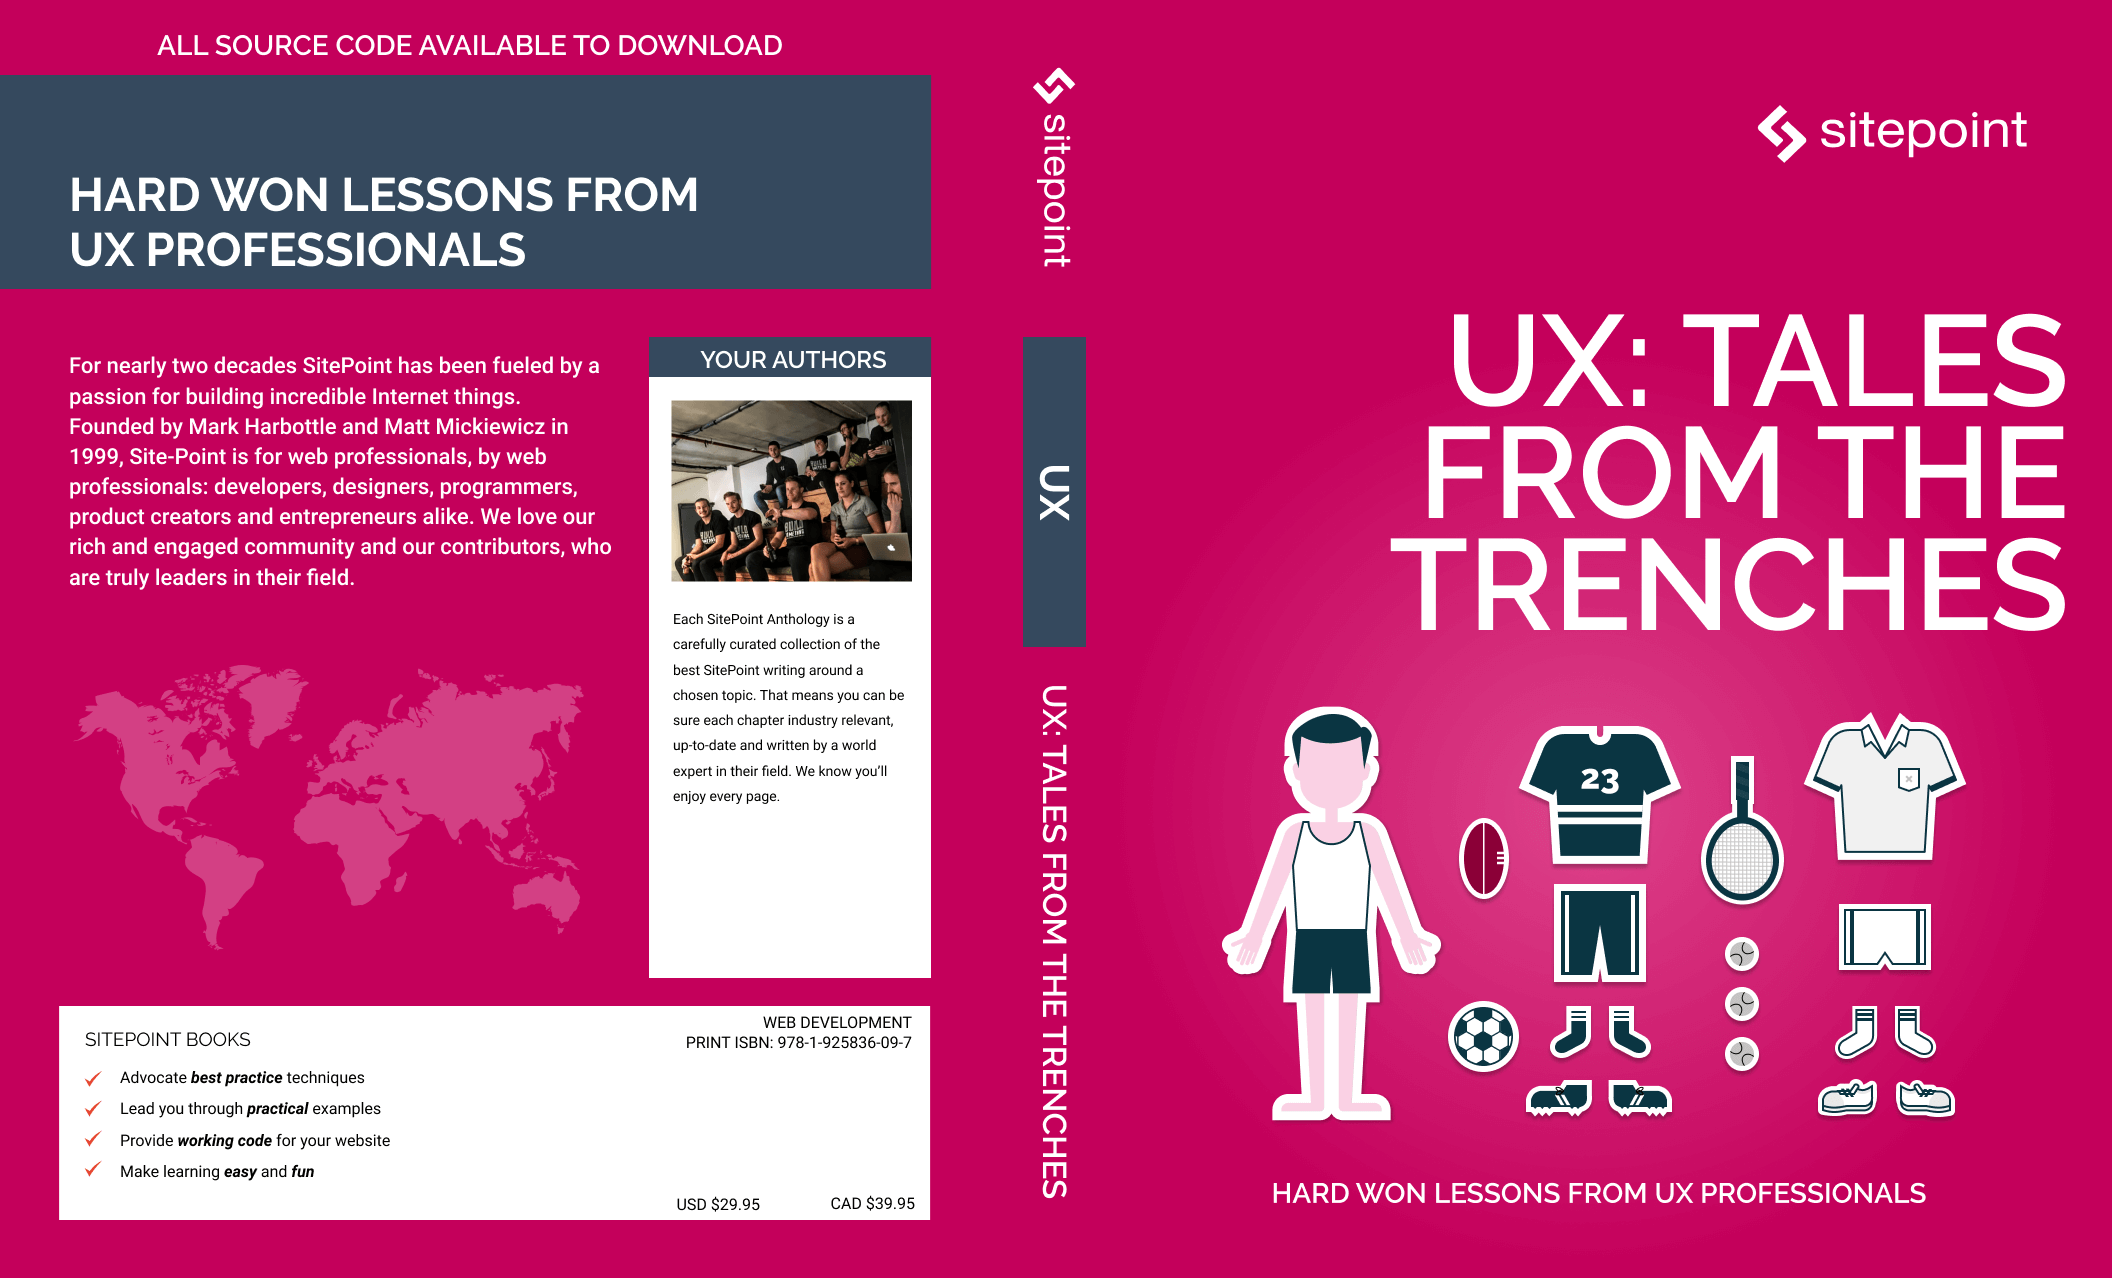 ALL SOURCE CODE AVAILABLE TO DOWNLOAD
HARD WON LESSONS FROM
UX PROFESSIONALS
For nearly two decades SitePoint has been fueled by a
passion for building incredible Internet things.
Founded by Mark Harbottle and Matt Mickiewicz in
1999, Site-Point is for web professionals, by web
professionals: developers, designers, programmers,
product creators and entrepreneurs alike. We love our
rich and engaged community and our contributors, who
are truly leaders in their field.
YOUR AUTHORS
Each SitePoint Anthology is a
carefully curated collection of the
best SitePoint writing around a
chosen topic. That means you can be
sure each chapter industry relevant,
up-to-date and written by a world
expert in their field. We know you'll
enjoy every page.
SITEPOINT BOOKS
Advocate best practice techniques
Lead you through practical examples
Provide working code for your website
Make learning easy and fun
WEB DEVELOPMENT
PRINT ISBN: 978-1-925836-09-7
USD $29.95
CAD $39.95
sitepoint
UX
UX: TALES FROM THE TRENCHES
sitepoint
UX: TALES
FROM THE
TRENCHES
23
HARD WON LESSONS FROM UX PROFESSIONALS